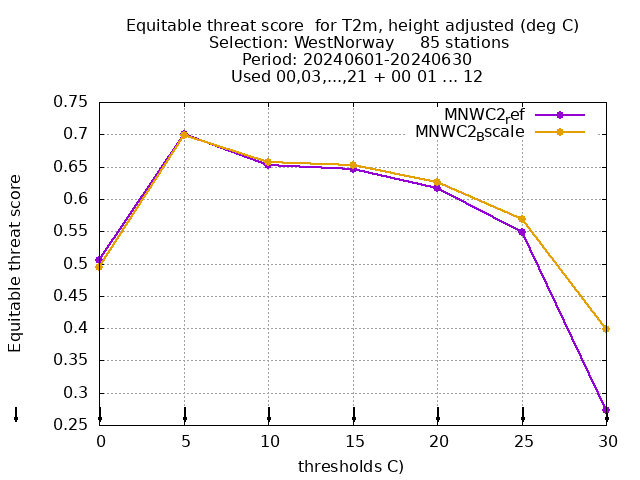 Equitable threat score  for T2m, height adjusted (deg C)
Selection: WestNorway     85 stations
Period: 20240601-20240630
Used 00,03,...,21 + 00 01 ... 12
MNWC2ref
MNWC2Bscale
0.75
0.7
0.65
0.6
0.55
0.5
0.45
0.4
0.35
0.3
0.25
Equitable threat score
0 5 10 15 20 25 30
thresholds C)